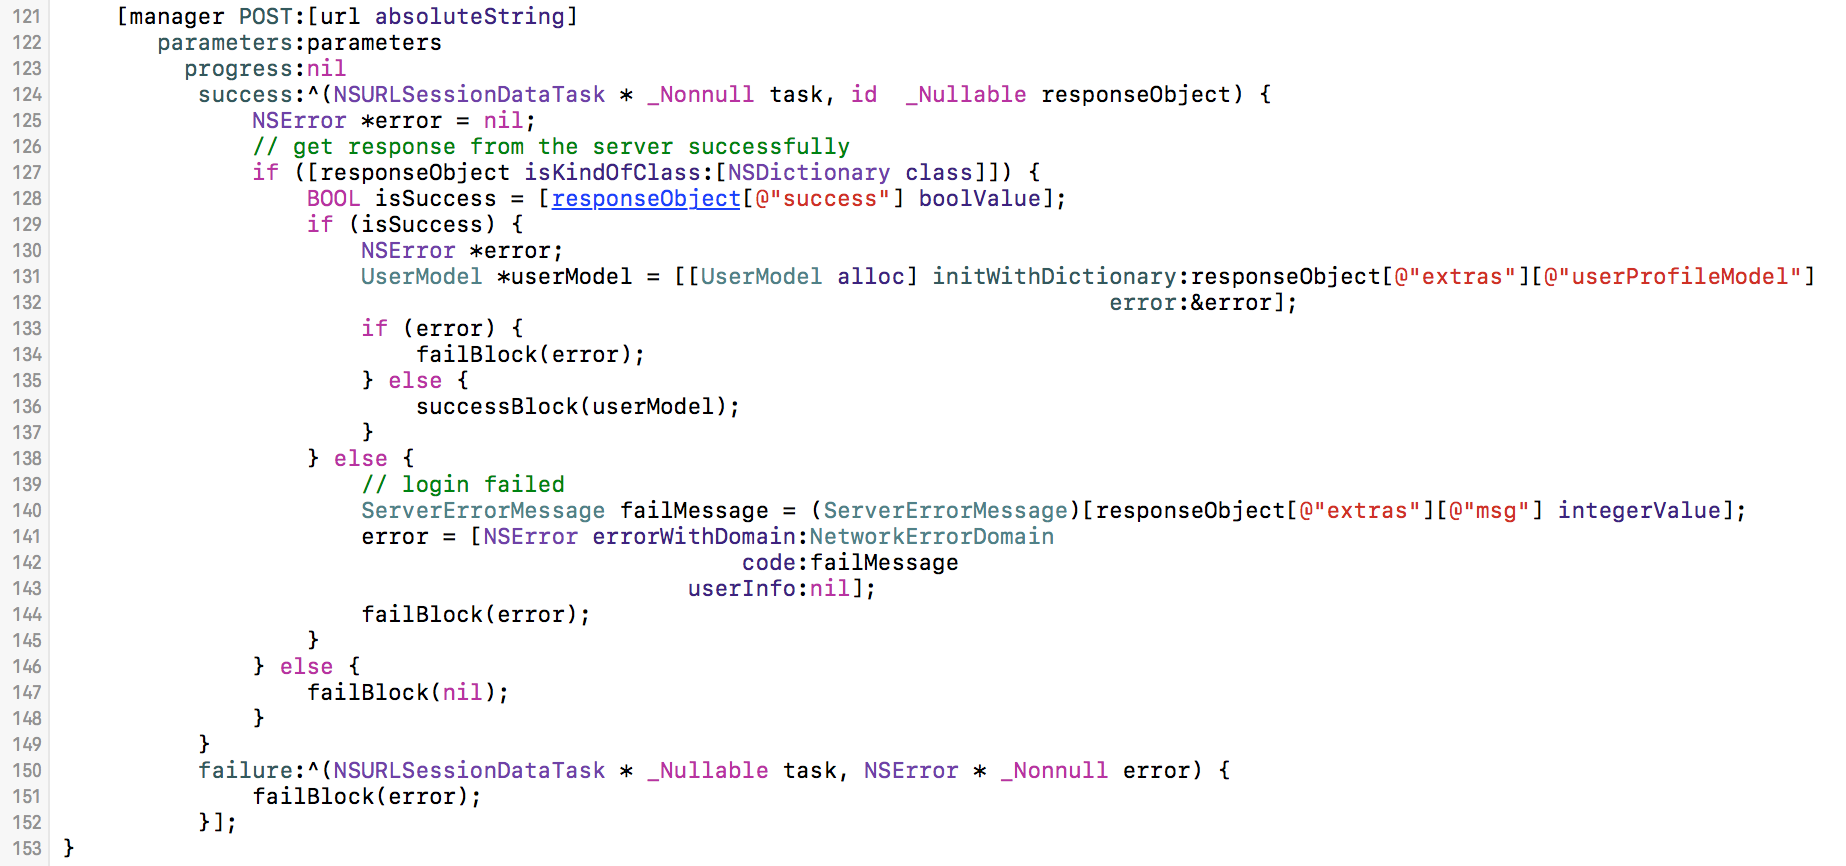 121     [manager POST:[url absoluteString]
122        parameters:parameters
123          progress:nil
124           success:^(NSURLSessionDataTask * _Nonnull task, id  _Nullable responseObject) {
125               NSError *error = nil;
126               // get response from the server successfully
127               if ([responseObject isKindOfClass:[NSDictionary class]]) {
128                   BOOL isSuccess = [responseObject[@"success"] boolValue];
129                   if (isSuccess) {
130                       NSError *error;
131                       UserModel *userModel = [[UserModel alloc] initWithDictionary:responseObject[@"extras"][@"userProfileModel"]
132                                                                              error:&error];
133                       if (error) {
134                           failBlock(error);
135                       } else {
136                           successBlock(userModel);
137                       }
138                   } else {
139                       // login failed
140                       ServerErrorMessage failMessage = (ServerErrorMessage)[responseObject[@"extras"][@"msg"] integerValue];
141                       error = [NSError errorWithDomain:NetworkErrorDomain
142                                                   code:failMessage
143                                               userInfo:nil];
144                       failBlock(error);
145                   }
146               } else {
147                   failBlock(nil);
148               }
149           }
150           failure:^(NSURLSessionDataTask * _Nullable task, NSError * _Nonnull error) {
151               failBlock(error);
152           }];
153 }